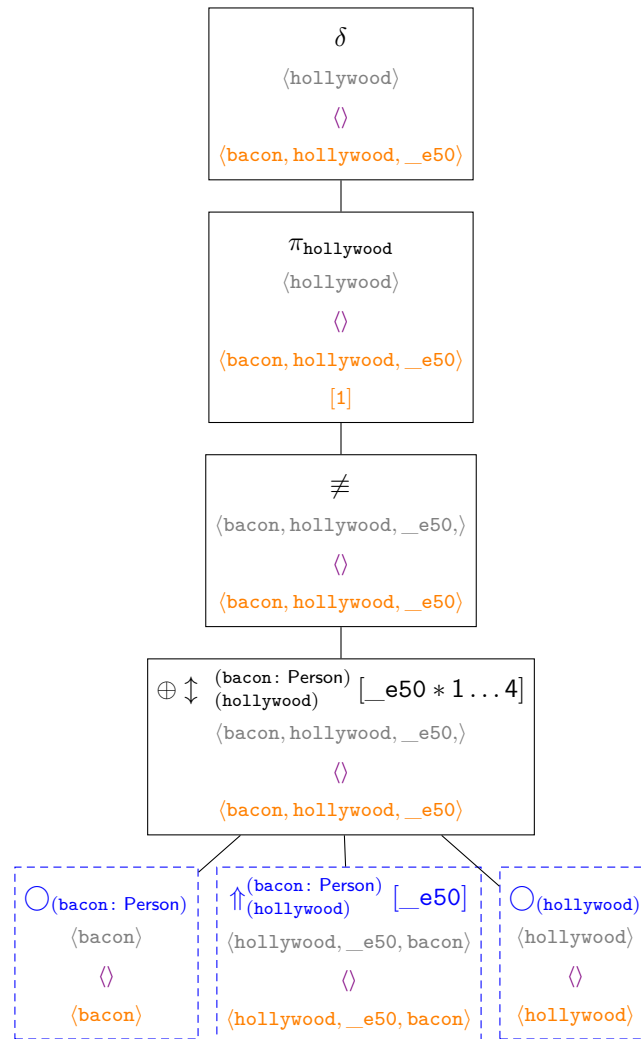 δ
⟨hollywood⟩
⟨⟩
⟨bacon, hollywood, __e50⟩
π hollywood
⟨hollywood⟩
⟨⟩
⟨bacon, hollywood, __e50⟩
[1]
≢
⟨bacon, hollywood, __e50,⟩
⟨⟩
⟨bacon, hollywood, __e50⟩
⊕ ↕ (bacon: Person) (hollywood) [__e50 * 1 … 4]
⟨bacon, hollywood, __e50,⟩
⟨⟩
⟨bacon, hollywood, __e50⟩
◯(bacon: Person)
⟨bacon⟩
⟨⟩
⟨bacon⟩
⇑(bacon: Person) (hollywood) [__e50]
⟨hollywood, __e50, bacon⟩
⟨⟩
⟨hollywood, __e50, bacon⟩
◯(hollywood)
⟨hollywood⟩
⟨⟩
⟨hollywood⟩